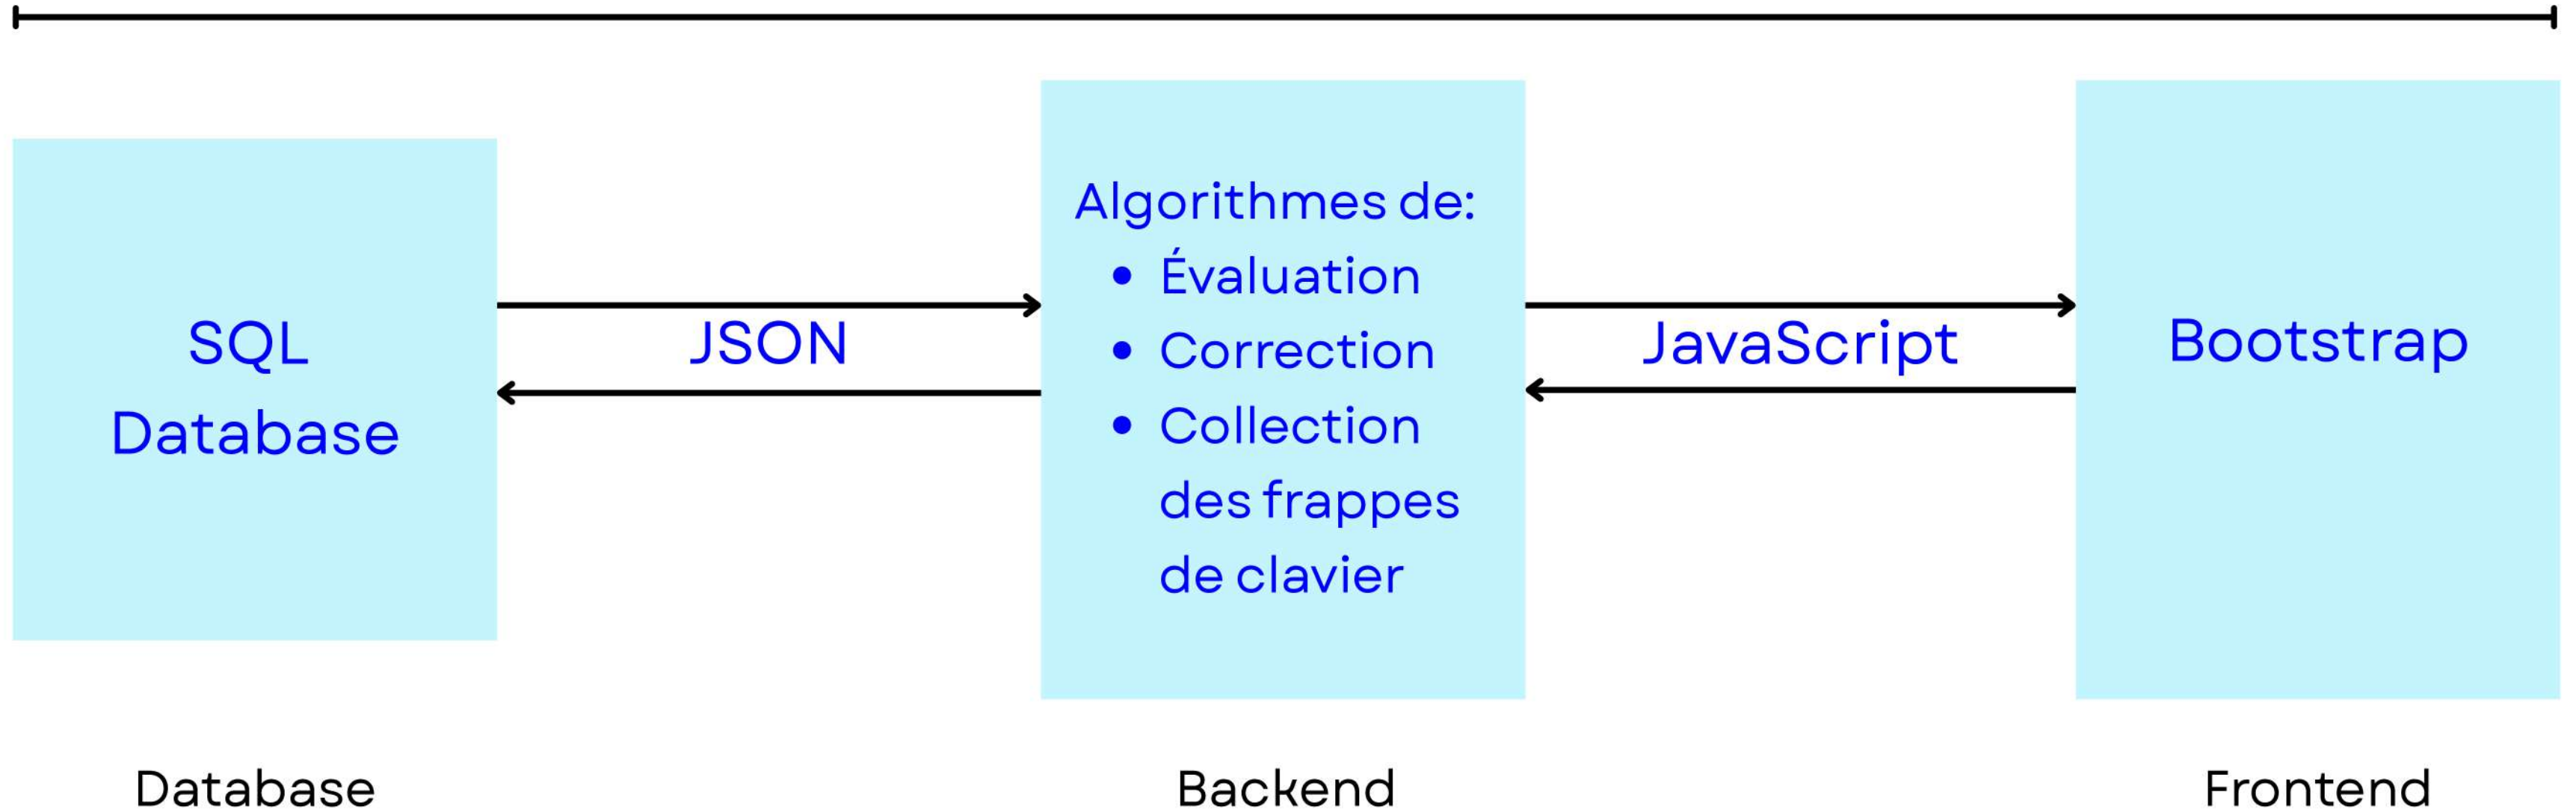 SQL
Database
JSON
Algorithmes de:
• Évaluation
• Correction
• Collection
des frappes
de clavier
JavaScript
Bootstrap
Database
Backend
Frontend